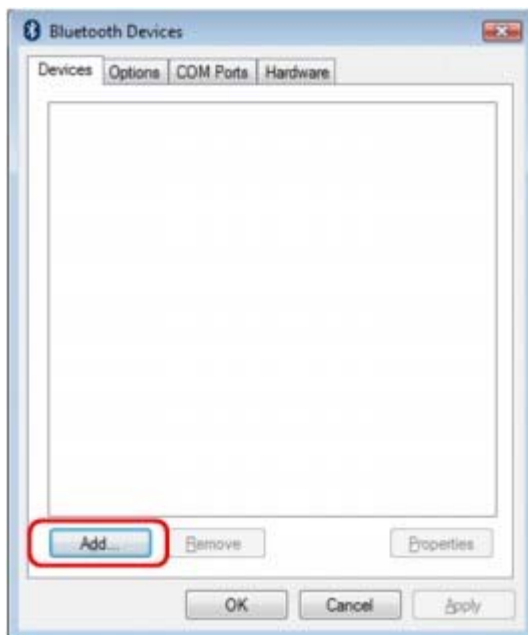 Bluetooth Devices
Devices Options COM Ports Hardware
Add... Remove Properties
OK Cancel Apply